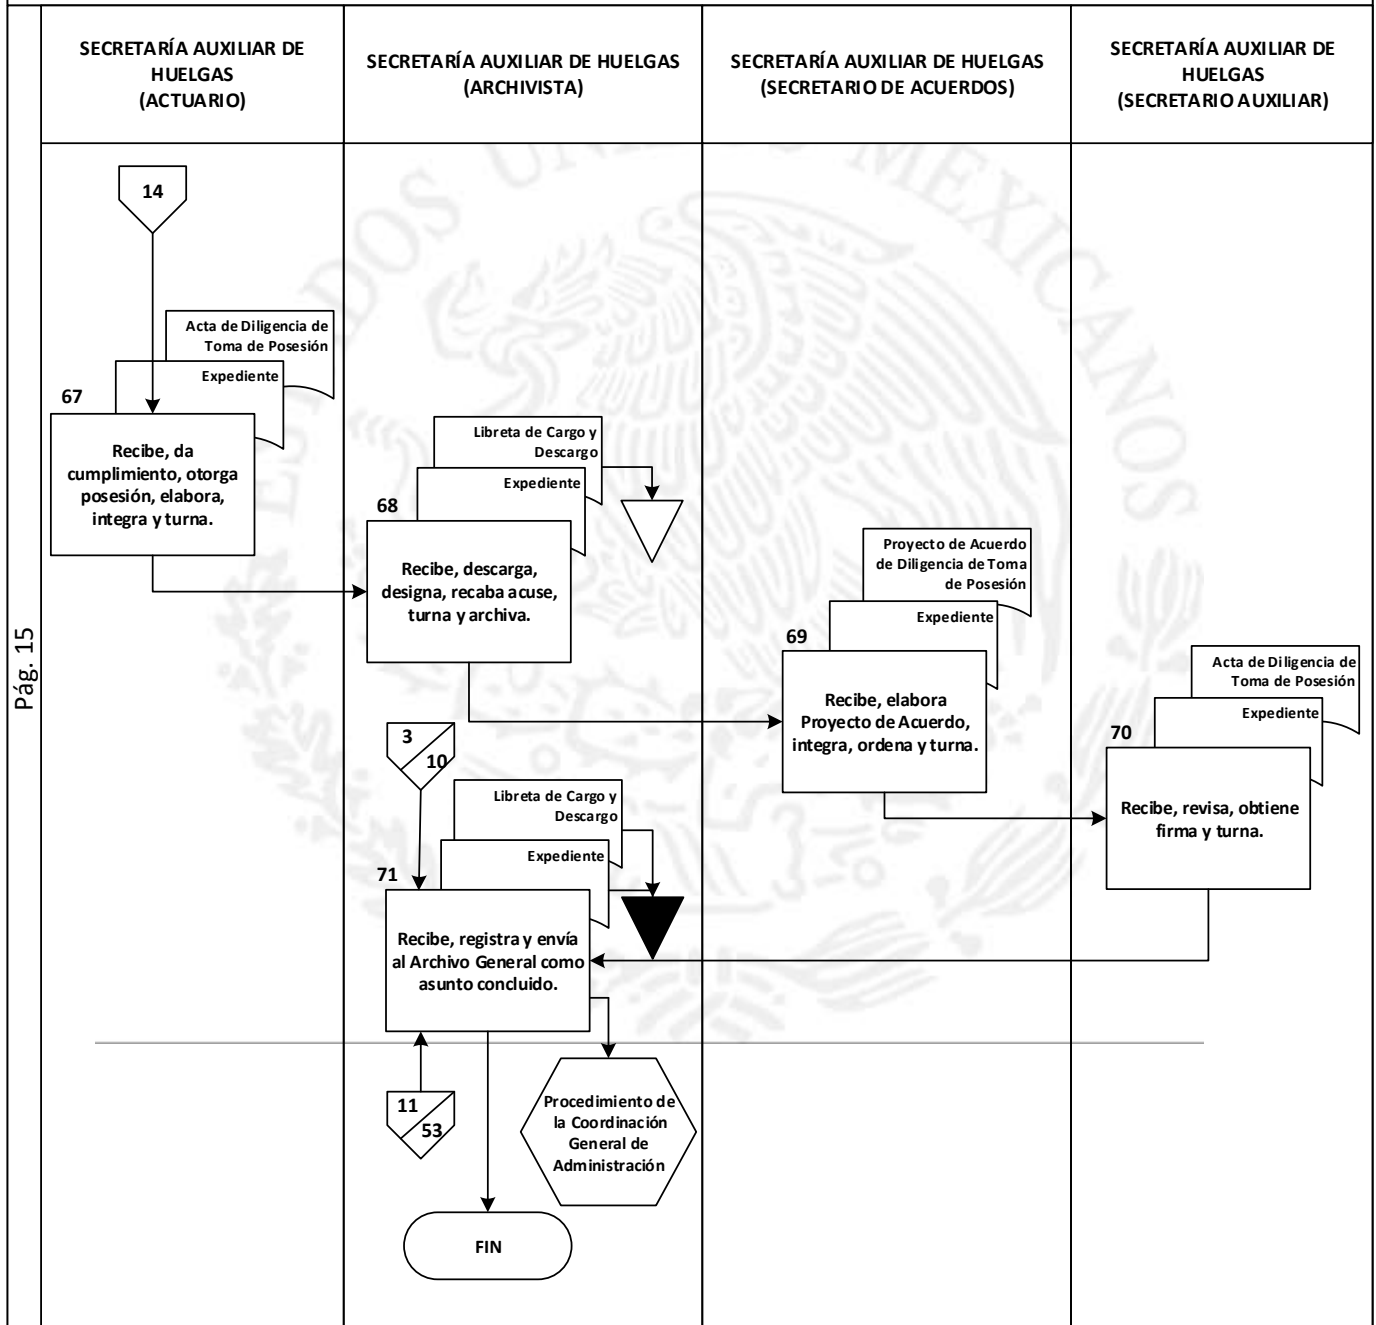 SECRETARÍA AUXILIAR DE
HUELGAS
(ACTUARIO)
SECRETARÍA AUXILIAR DE HUELGAS
(ARCHIVISTA)
SECRETARÍA AUXILIAR DE HUELGAS
(SECRETARIO DE ACUERDOS)
SECRETARÍA AUXILIAR DE
HUELGAS
(SECRETARIO AUXILIAR)
Pág. 15
ESTADOS UNIDOS MEXICANOS
14
Acta de Diligencia de
Toma de Posesión
Expediente
67
Recibe, da
cumplimiento, otorga
posesión, elabora,
integra y turna.
Libreta de Cargo y
Descargo
Expediente
68
Recibe, descarga,
designa, recaba acuse,
turna y archiva.
Proyecto de Acuerdo
de Diligencia de Toma
de Posesión
Expediente
69
Recibe, elabora
Proyecto de Acuerdo,
integra, ordena y turna.
Acta de Diligencia de
Toma de Posesión
Expediente
70
Recibe, revisa, obtiene
firma y turna.
3
10
Libreta de Cargo y
Descargo
Expediente
71
Recibe, registra y envía
al Archivo General como
asunto concluido.
11
53
Procedimiento de
la Coordinación
General de
Administración
FIN